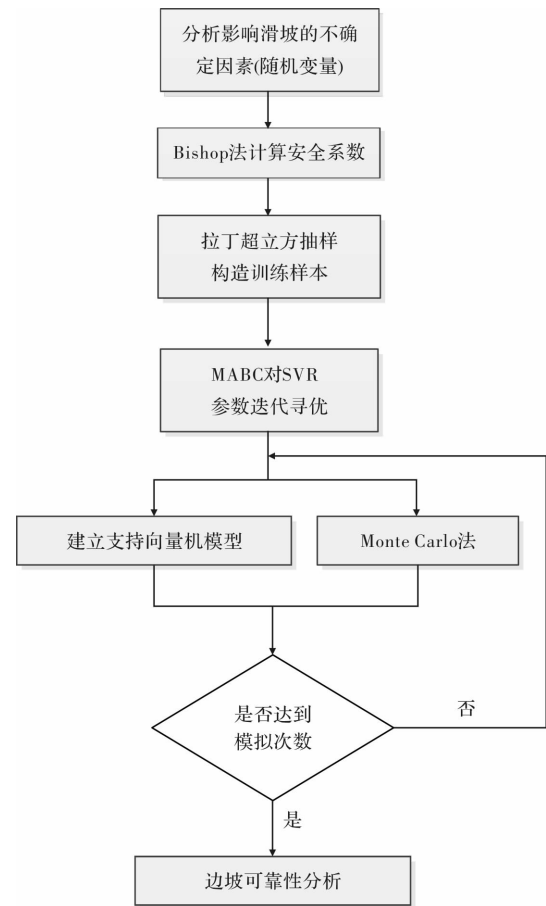 分析影响滑坡的不确
定因素(随机变量)
Bishop法计算安全系数
拉丁超立方抽样
构造训练样本
MABC对SVR
参数迭代寻优
建立支持向量机模型
Monte Carlo法
是否达到
模拟次数
否
是
边坡可靠性分析